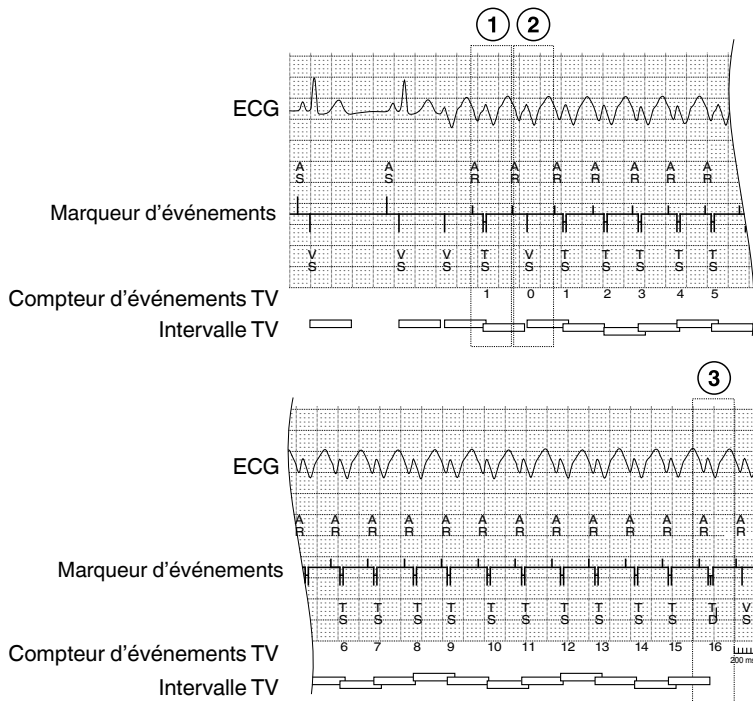 1 2
ECG
AS AS AR AR AR AR AR AR AR
Marqueur d'événements
VS VS VS TS VS TS TS TS TS TS
Compteur d'événements TV 1 0 1 2 3 4 5
Intervalle TV
3
ECG
AR AR AR AR AR AR AR AR AR AR AR AR AR
Marqueur d'événements
TS TS TS TS TS TS TS TS TS TS TD VS
Compteur d'événements TV 6 7 8 9 10 11 12 13 14 15 16
200 ms
Intervalle TV